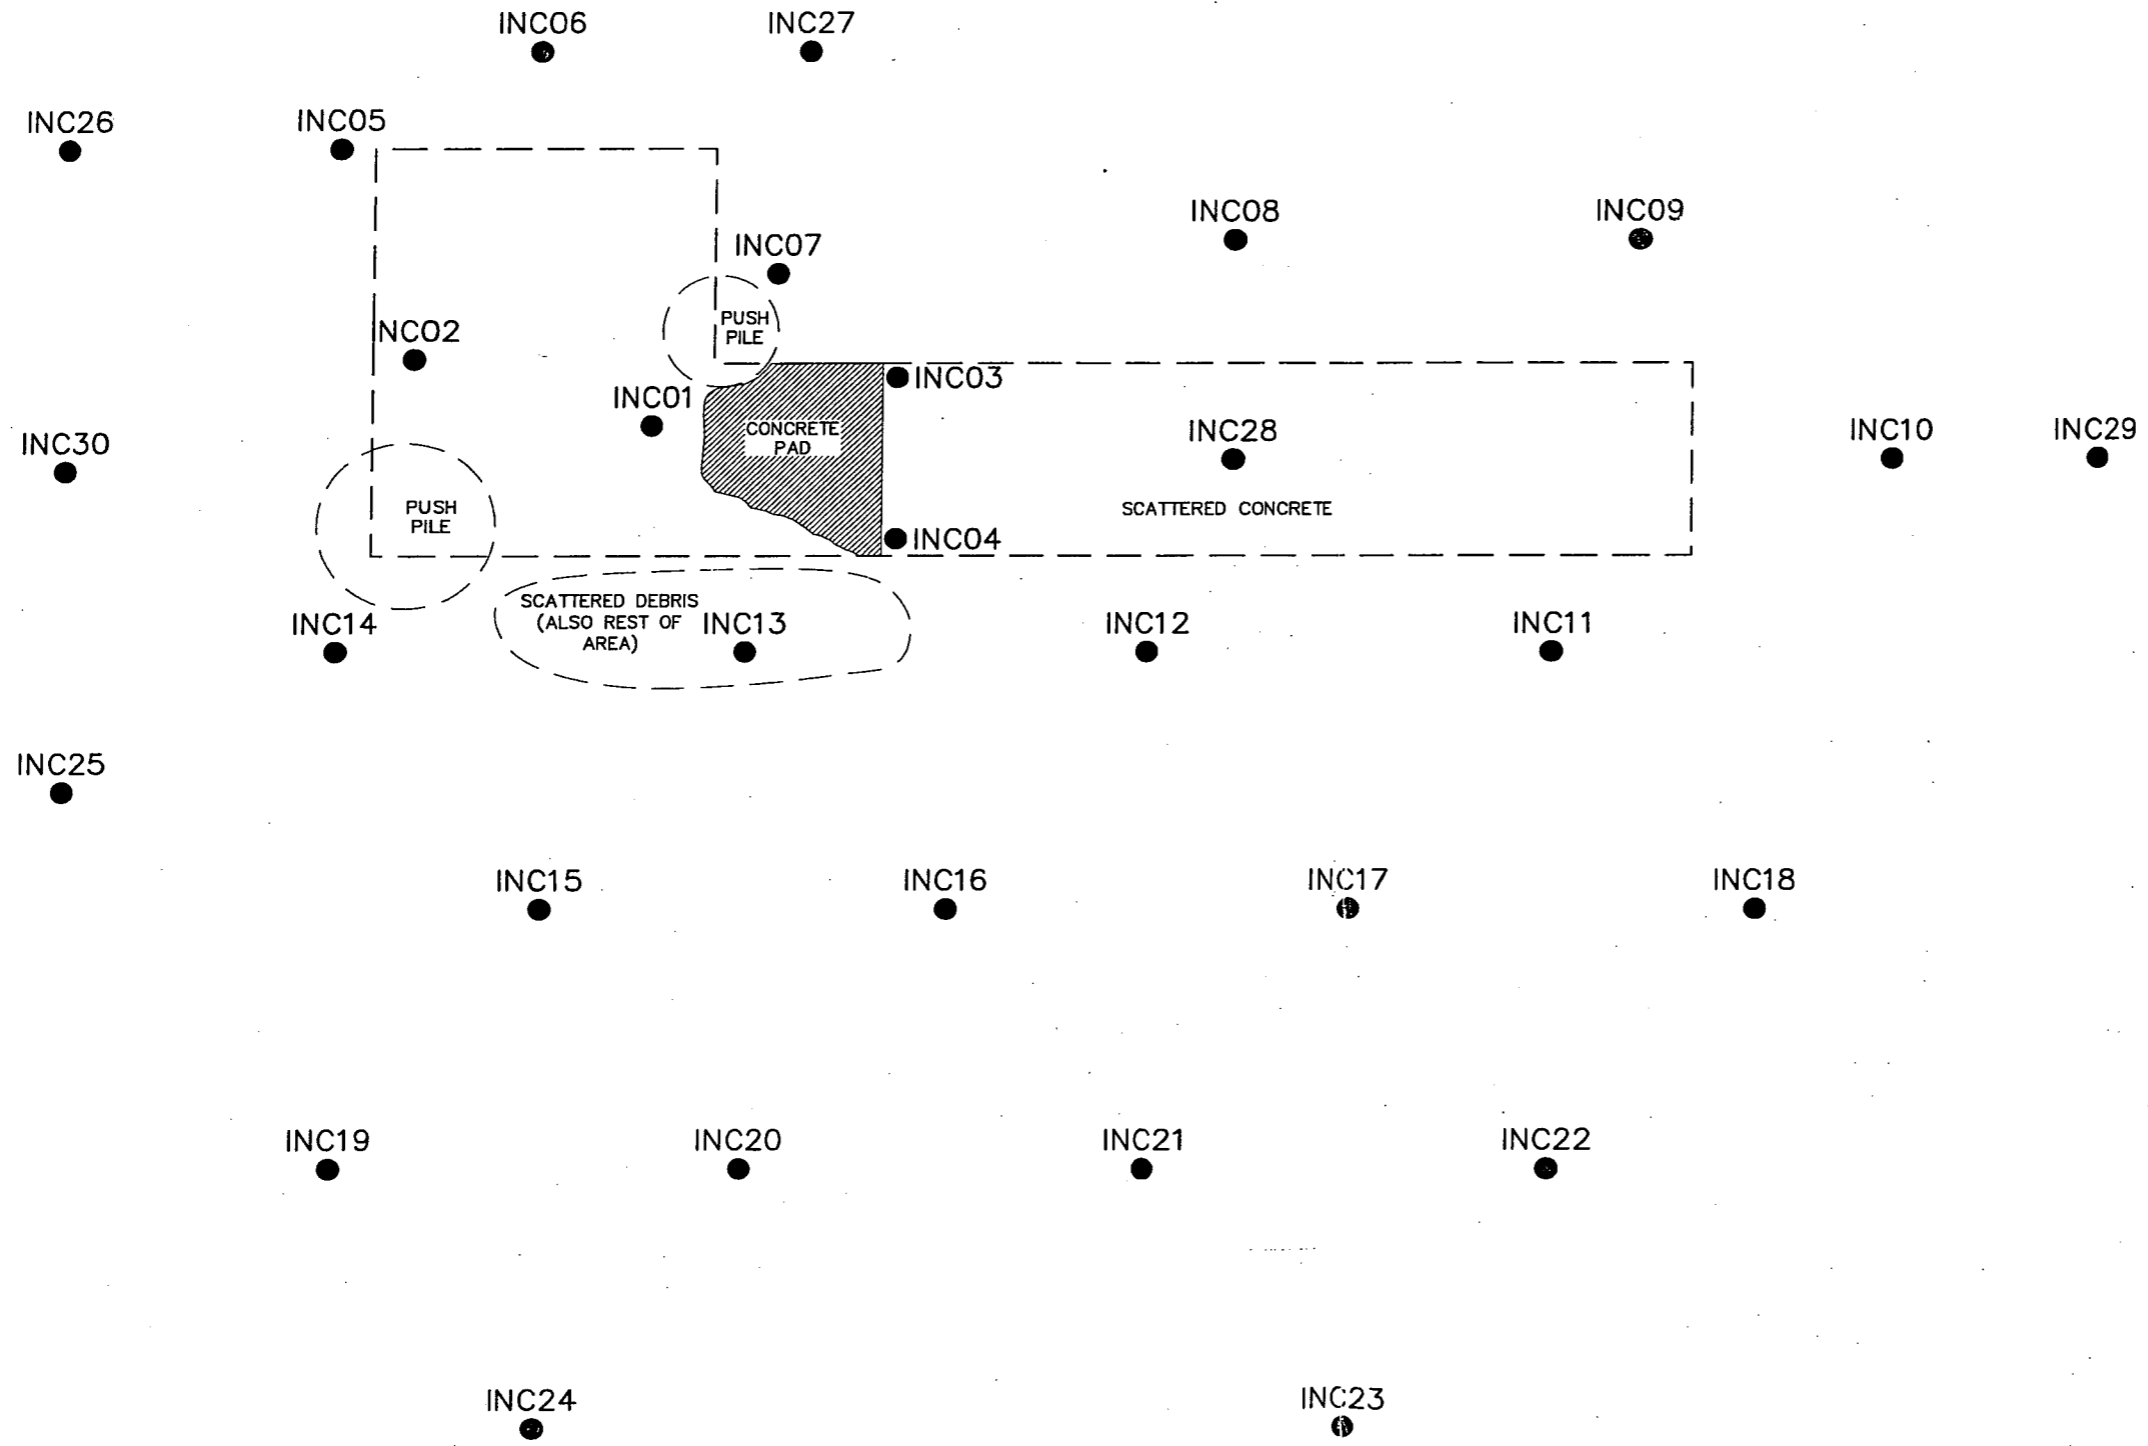 INC06
INC27
INC26
INC05
INC08
INC09
INC07
PUSH
PILE
NC02
INC03
INC01
CONCRETE
PAD
INC28
INC10
INC29
INC30
PUSH
PILE
SCATTERED CONCRETE
INC04
SCATTERED DEBRIS
(ALSO REST OF
AREA)
INC14
INC13
INC12
INC11
INC25
INC15
INC16
INC17
INC18
INC19
INC20
INC21
INC22
INC24
INC23